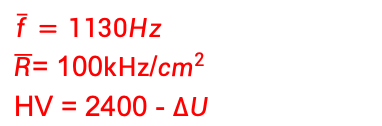 f̄ = 1130Hz
R̅= 100kHz/cm²
HV = 2400 - ΔU